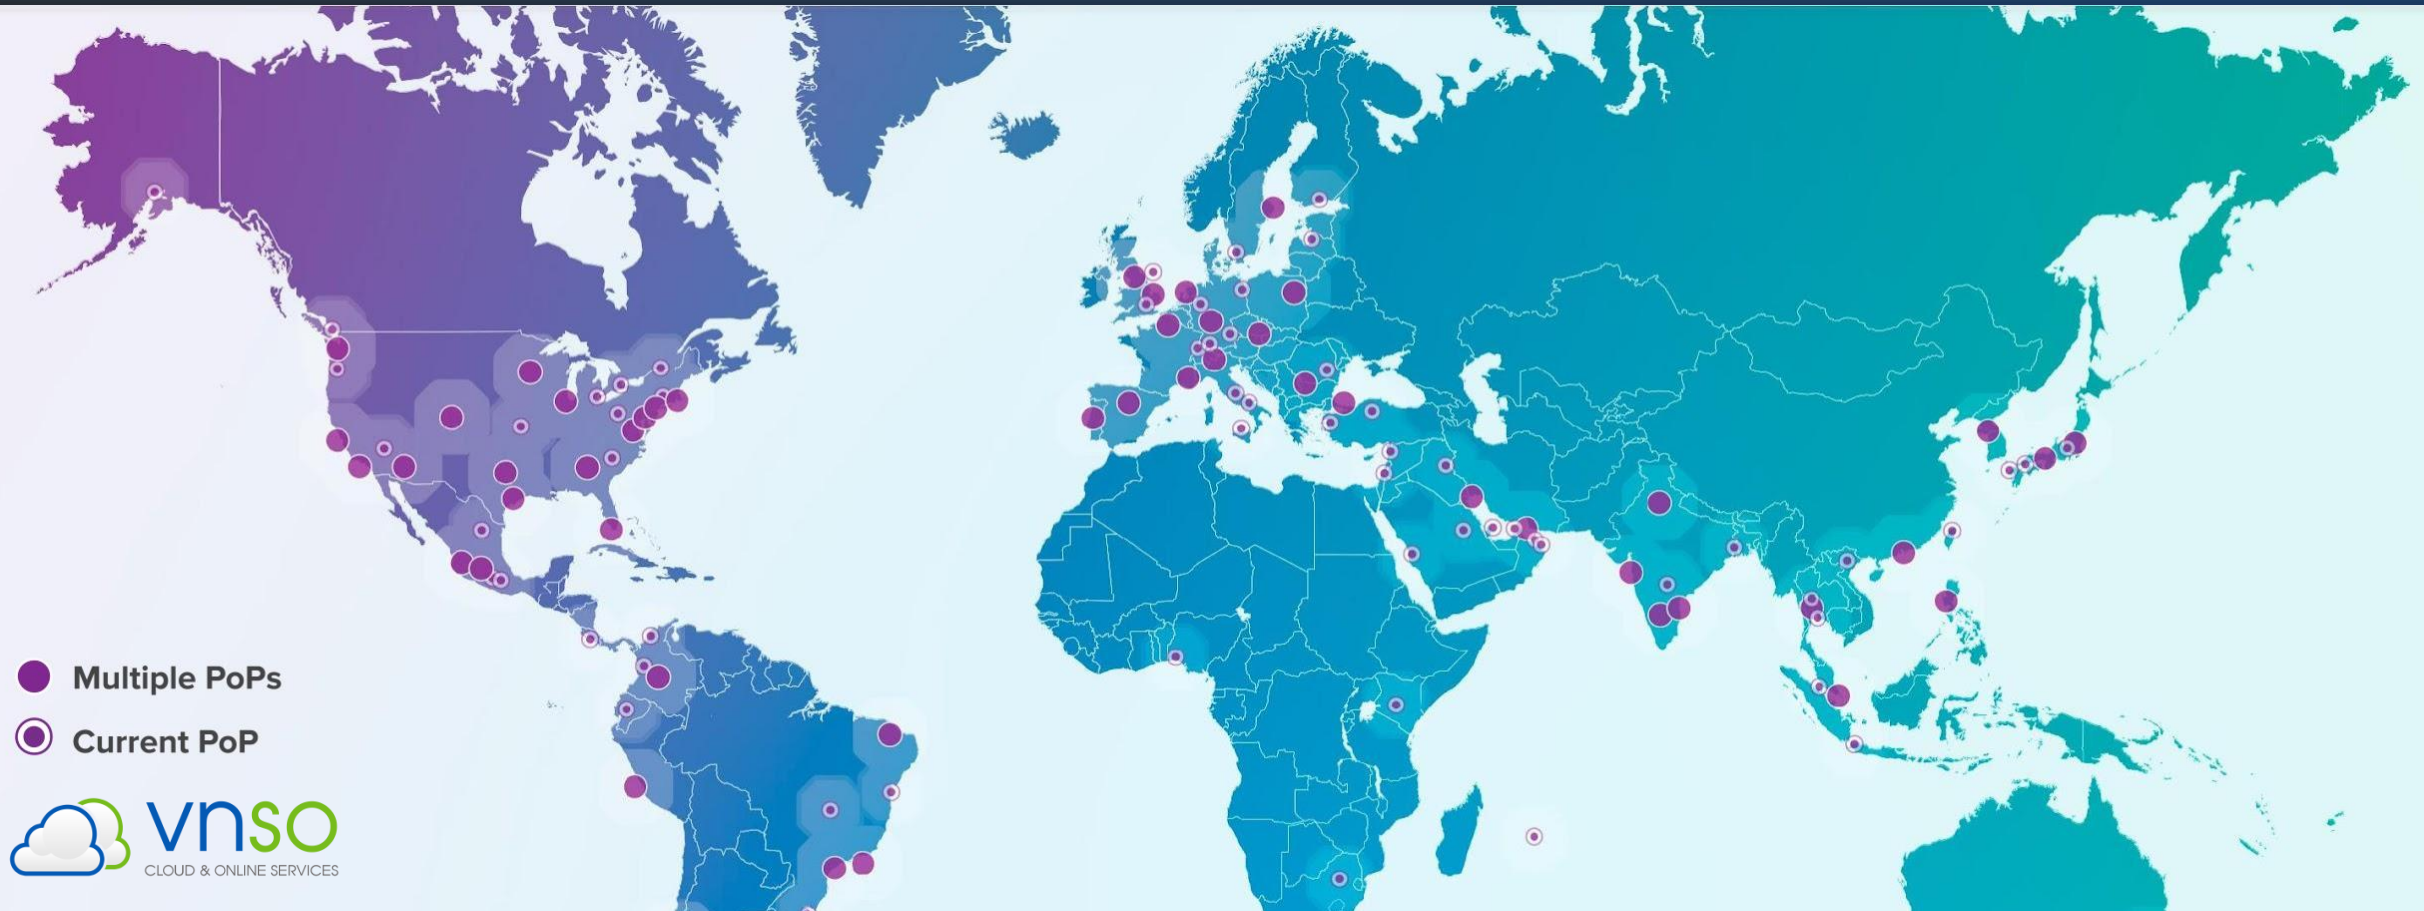 Multiple PoPs
Current PoP
vnso
CLOUD & ONLINE SERVICES